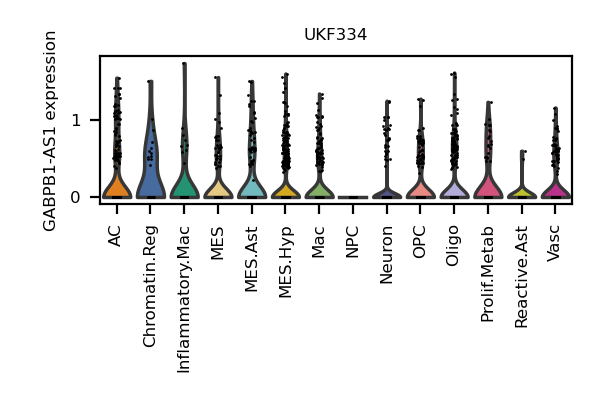 UKF334
GABPB1-AS1 expression
1
0
AC
Chromatin.Reg
Inflammatory.Mac
MES
MES.Ast
MES.Hyp
Mac
NPC
Neuron
OPC
Oligo
Prolif.Metab
Reactive.Ast
Vasc